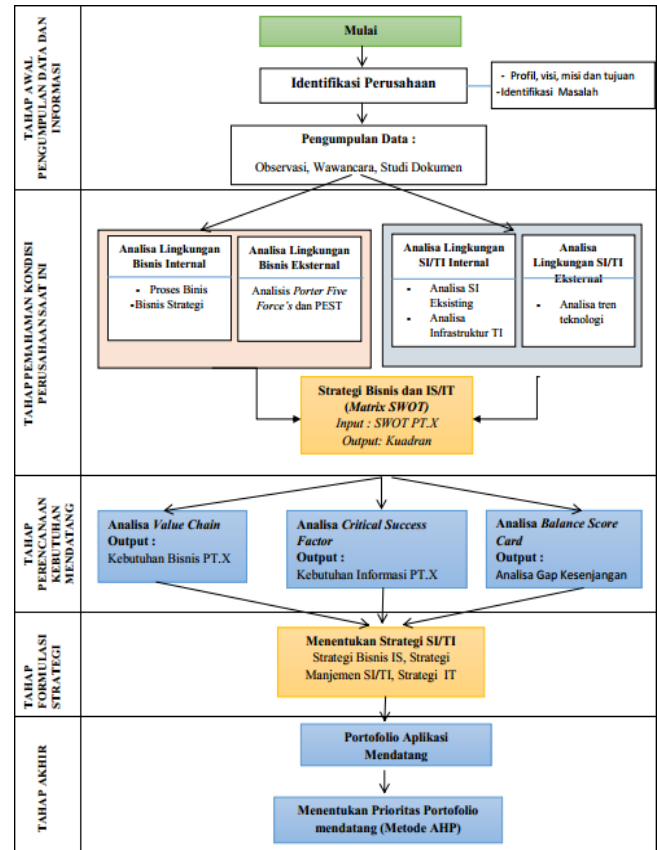 TAHAP AWAL
PENGUMPULAN DATA DAN
INFORMASI
Mulai
Identifikasi Perusahaan
- Profil, visi, misi dan tujuan
-Identifikasi Masalah
Pengumpulan Data :
Observasi, Wawancara, Studi Dokumen
TAHAP PEMAHAMAN KONDISI
PERUSAHAAN SAAT INI
Analisa Lingkungan
Bisnis Internal
• Proses Binis
•Bisnis Strategi
Analisa Lingkungan
Bisnis Eksternal
Analisis Porter Five
Force's dan PEST
Analisa Lingkungan
SI/TI Internal
• Analisa SI
Eksisting
• Analisa
Infrastruktur TI
Analisa
Lingkungan SI/TI
Eksternal
• Analisa tren
teknologi
Strategi Bisnis dan IS/IT
(Matrix SWOT)
Input : SWOT PT.X
Output: Kuadran
TAHAP
PERENCANAAN
KEBUTUHAN
MENDATANG
Analisa Value Chain
Output :
Kebutuhan Bisnis PT.X
Analisa Critical Success
Factor
Output :
Kebutuhan Informasi PT.X
Analisa Balance Score
Card
Output :
Analisa Gap Kesenjangan
TAHAP
FORMULASI
STRATEGI
Menentukan Strategi SI/TI
Strategi Bisnis IS, Strategi
Manjemen SI/TI, Strategi IT
TAHAP AKHIR
Portofolio Aplikasi
Mendatang
Menentukan Prioritas Portofolio
mendatang (Metode AHP)